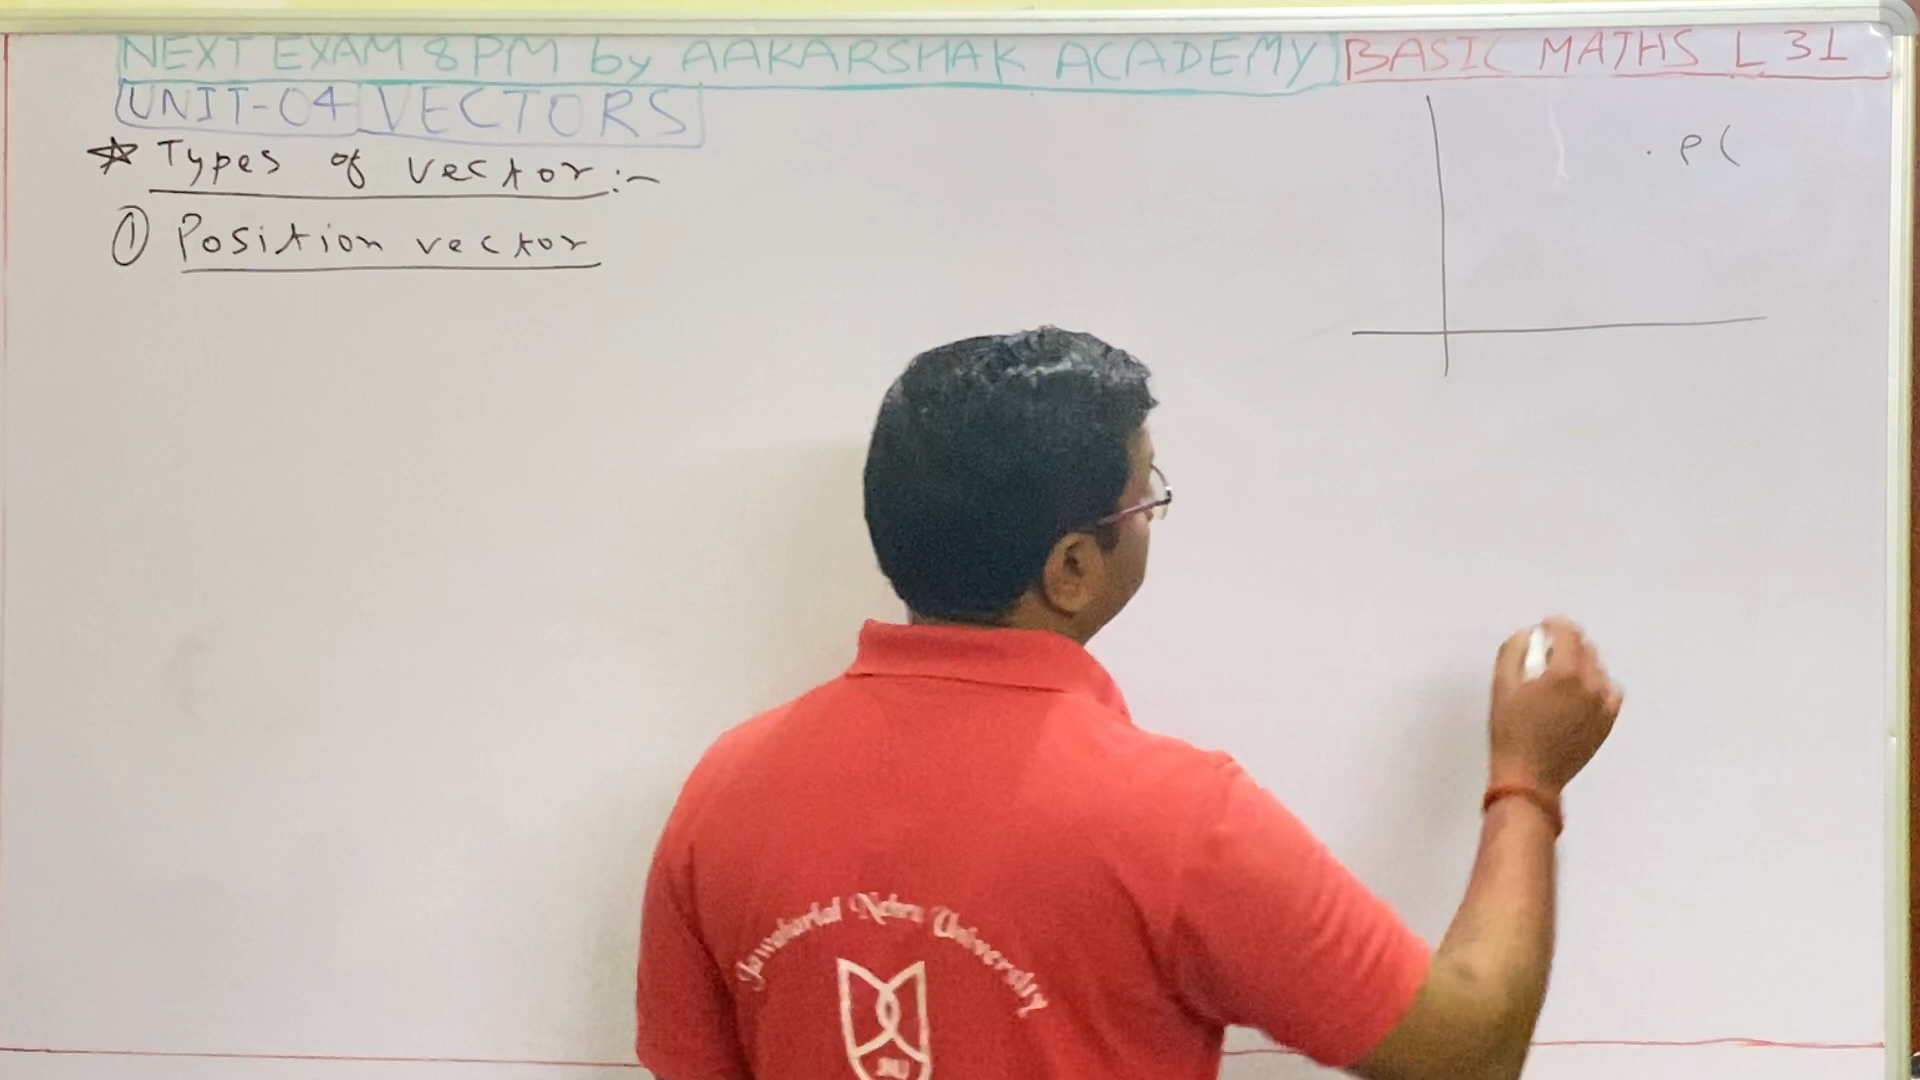 NEXT EXAM 8PM by AAKARSHAK ACADEMY BASIC MATHS L 31
UNIT-04 VECTORS
☆ Types of vector:-
① Position vector
. P(
Jawaharlal Nehru University
JNU